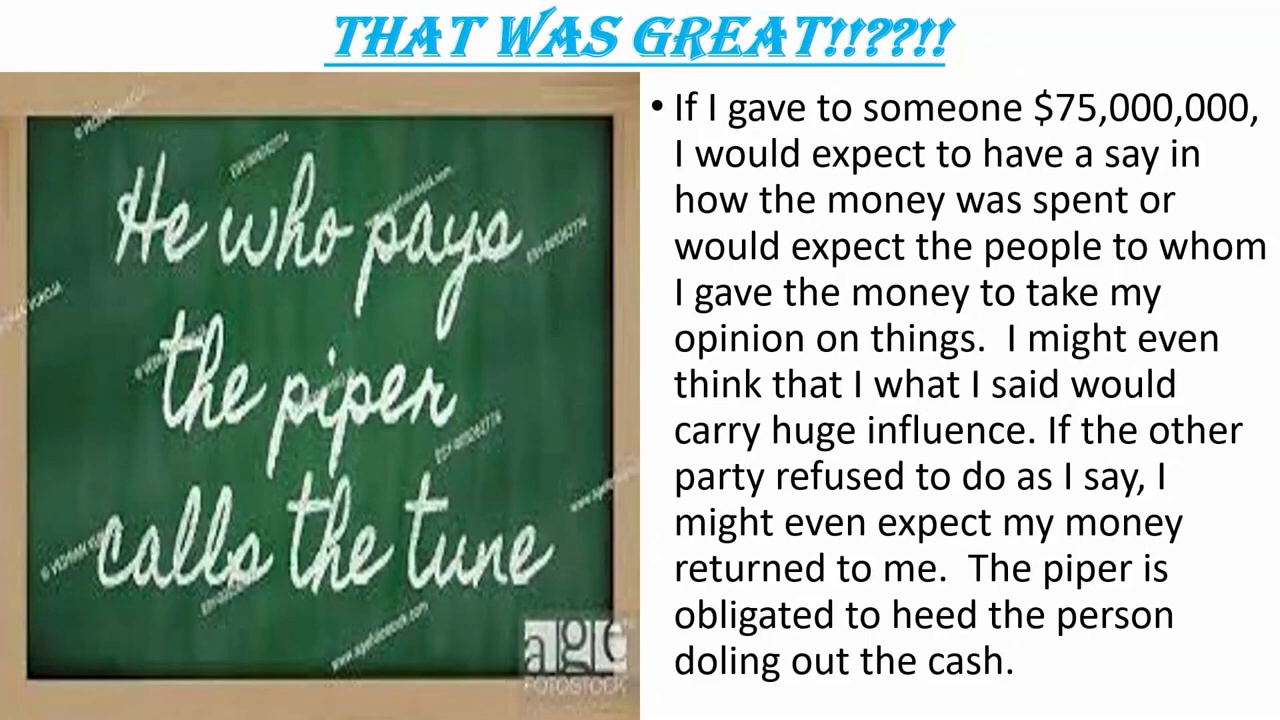 THAT WAS GREAT!!??!!
He who pays
the piper
calls the tune
age
FOTOSTOCK
• If I gave to someone $75,000,000,
I would expect to have a say in
how the money was spent or
would expect the people to whom
I gave the money to take my
opinion on things.  I might even
think that I what I said would
carry huge influence. If the other
party refused to do as I say, I
might even expect my money
returned to me.  The piper is
obligated to heed the person
doling out the cash.